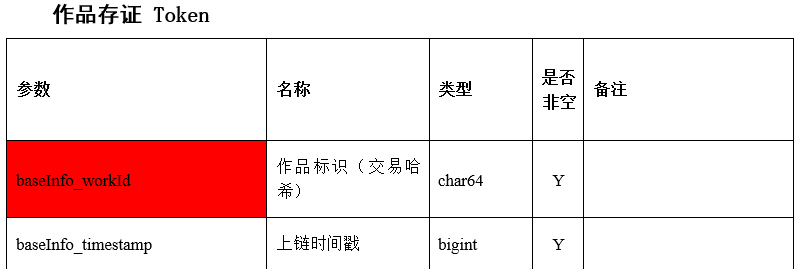 作品存证 Token
参数 名称 类型 是否非空 备注
baseInfo_workId 作品标识（交易哈希） char64 Y
baseInfo_timestamp 上链时间戳 bigint Y